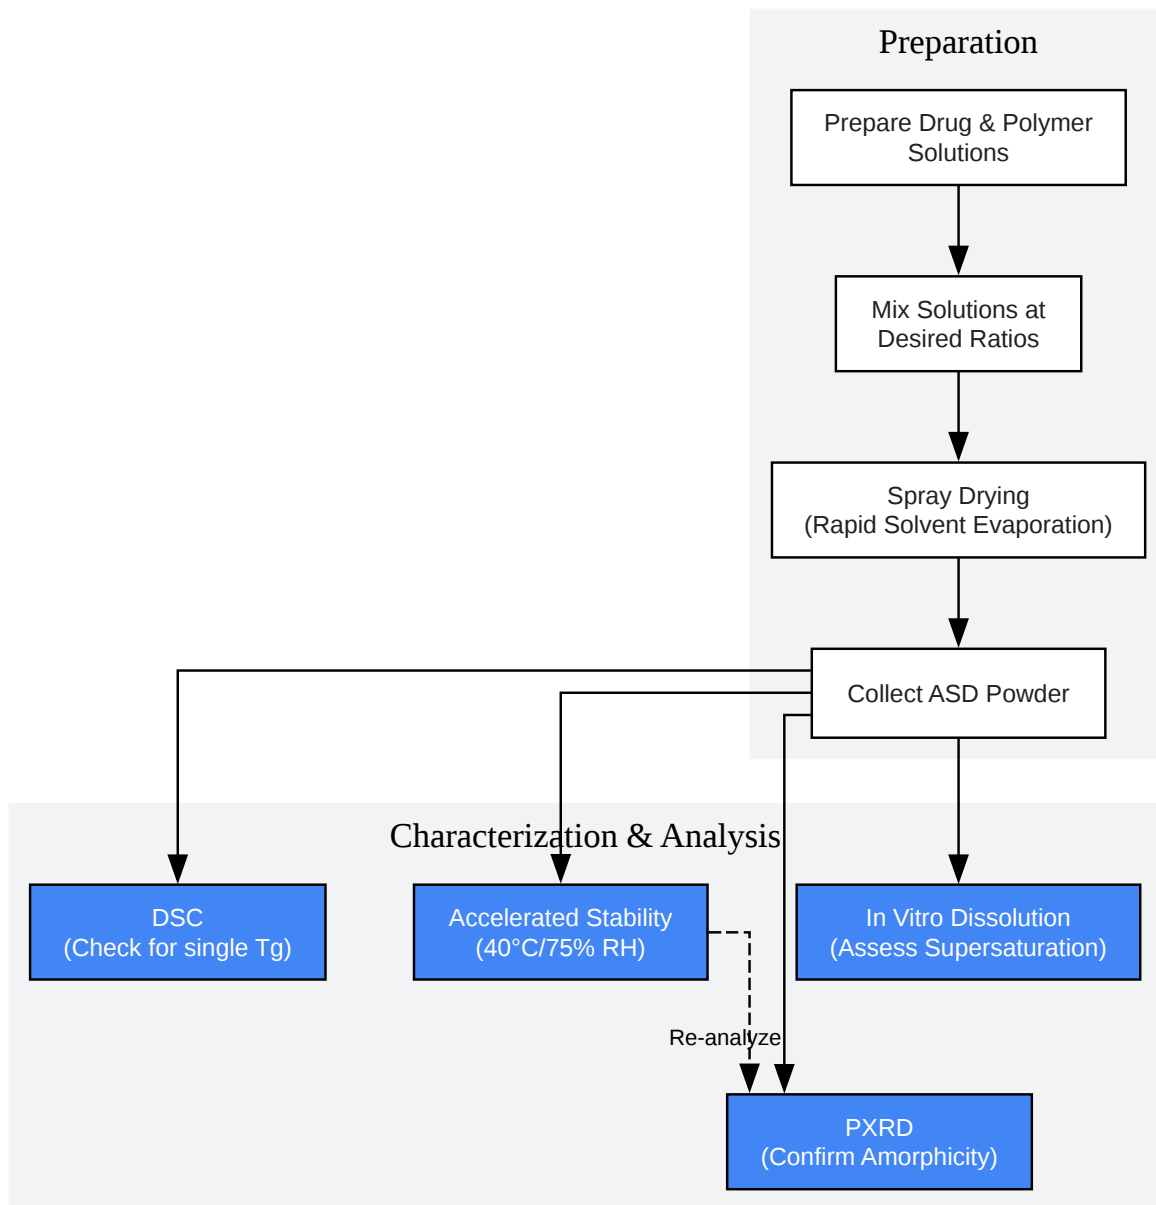 Preparation
Prepare Drug & Polymer
Solutions
Mix Solutions at
Desired Ratios
Spray Drying
(Rapid Solvent Evaporation)
Collect ASD Powder
Characterization & Analysis
DSC
(Check for single Tg)
Accelerated Stability
(40°C/75% RH)
In Vitro Dissolution
(Assess Supersaturation)
Re-analyze
PXRD
(Confirm Amorphicity)